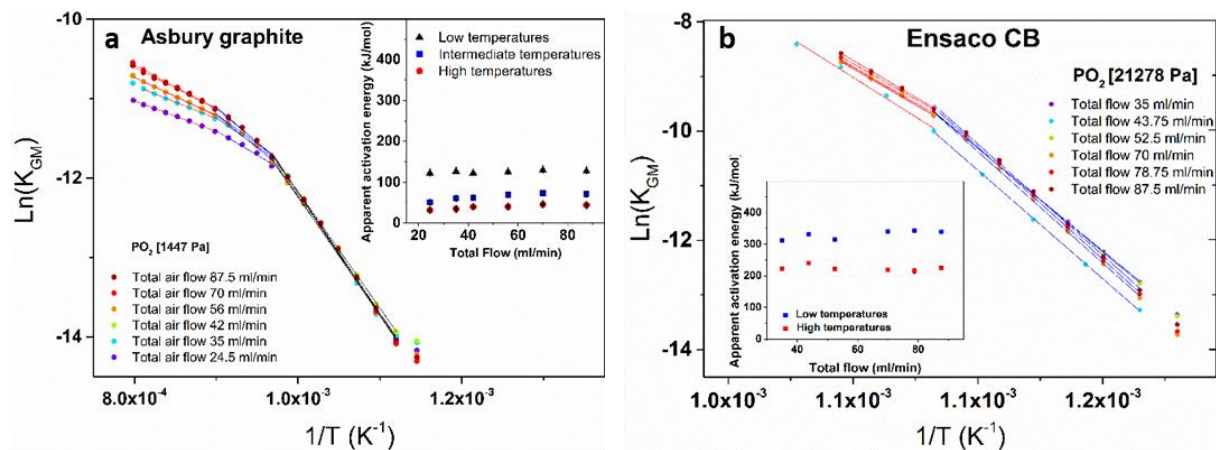 a Asbury graphite
Ln(K_GM)
-10
-12
-14
8.0x10⁻⁴
1.0x10⁻³
1.2x10⁻³
1/T (K⁻¹)
PO₂ [1447 Pa]
Total air flow 87.5 ml/min
Total air flow 70 ml/min
Total air flow 56 ml/min
Total air flow 42 ml/min
Total air flow 35 ml/min
Total air flow 24.5 ml/min
Apparent activation energy (kJ/mol)
400
300
200
100
0
Low temperatures
Intermediate temperatures
High temperatures
20
40
60
80
Total Flow (ml/min)
b Ensaco CB
Ln(K_GM)
-8
-10
-12
-14
1.0x10⁻³
1.1x10⁻³
1.1x10⁻³
1.2x10⁻³
1/T (K⁻¹)
PO₂ [21278 Pa]
Total flow 35 ml/min
Total flow 43.75 ml/min
Total flow 52.5 ml/min
Total flow 70 ml/min
Total flow 78.75 ml/min
Total flow 87.5 ml/min
Apparent activation energy (kJ/mol)
400
300
200
100
0
Low temperatures
High temperatures
40
60
80
Total flow (ml/min)